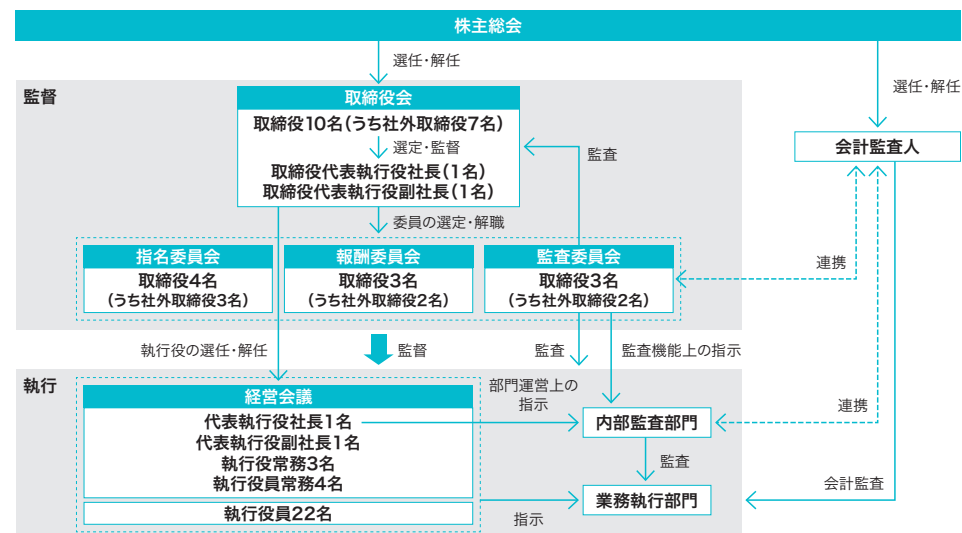 株主総会
選任・解任
選任・解任
監督
取締役会
取締役10名(うち社外取締役7名)
選定・監督
取締役代表執行役社長(1名)
取締役代表執行役副社長(1名)
監査
会計監査人
委員の選定・解職
指名委員会
取締役4名
(うち社外取締役3名)
報酬委員会
取締役3名
(うち社外取締役2名)
監査委員会
取締役3名
(うち社外取締役2名)
連携
執行役の選任・解任
監督
監査
監査機能上の指示
執行
経営会議
代表執行役社長1名
代表執行役副社長1名
執行役常務3名
執行役員常務4名
執行役員22名
部門運営上の
指示
内部監査部門
連携
監査
業務執行部門
指示
会計監査